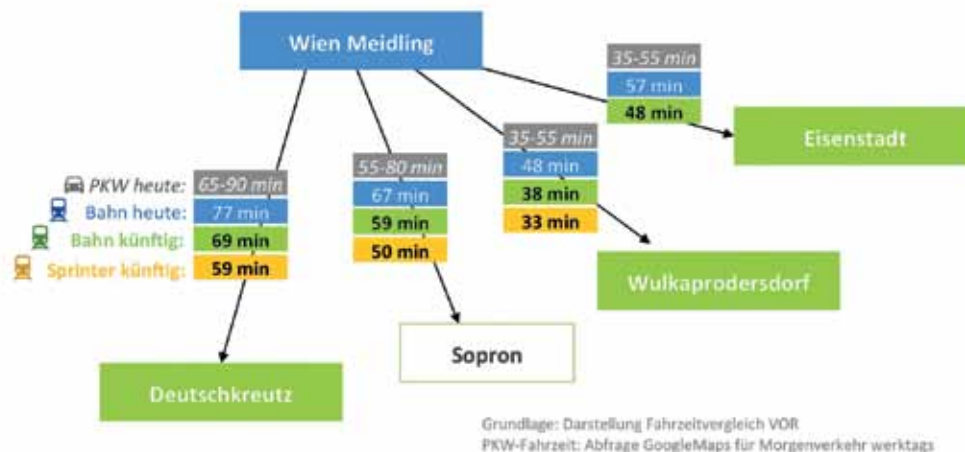 Wien Meidling
35-55 min
57 min
48 min
Eisenstadt
35-55 min
48 min
38 min
33 min
Wulkaprodersdorf
55-80 min
67 min
59 min
50 min
Sopron
PKW heute: 65-90 min
Bahn heute: 77 min
Bahn künftig: 69 min
Sprinter künftig: 59 min
Deutschkreutz
Grundlage: Darstellung Fahrzeitvergleich VOR
PKW-Fahrzeit: Abfrage GoogleMaps für Morgenverkehr werktags